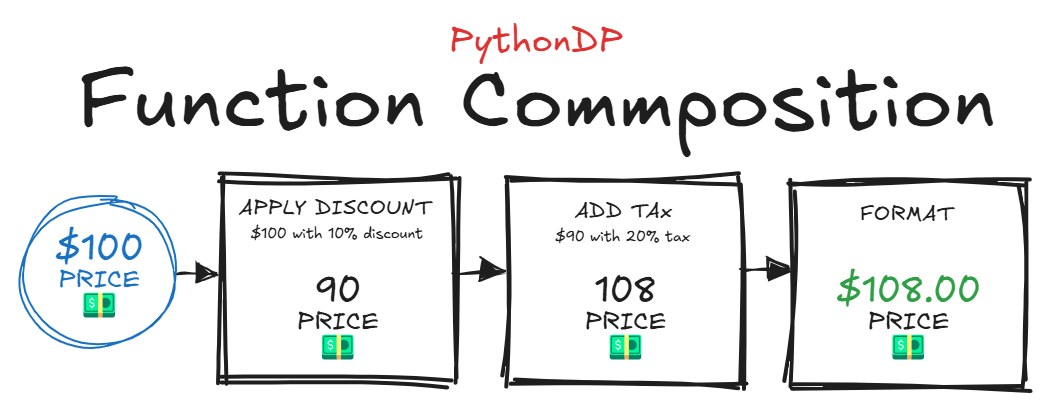 PythonDP
Function Commposition
$100
PRICE
APPLY DISCOUNT
$100 with 10% discount
90
PRICE
ADD TAx
$90 with 20% tax
108
PRICE
FORMAT
$108.00
PRICE